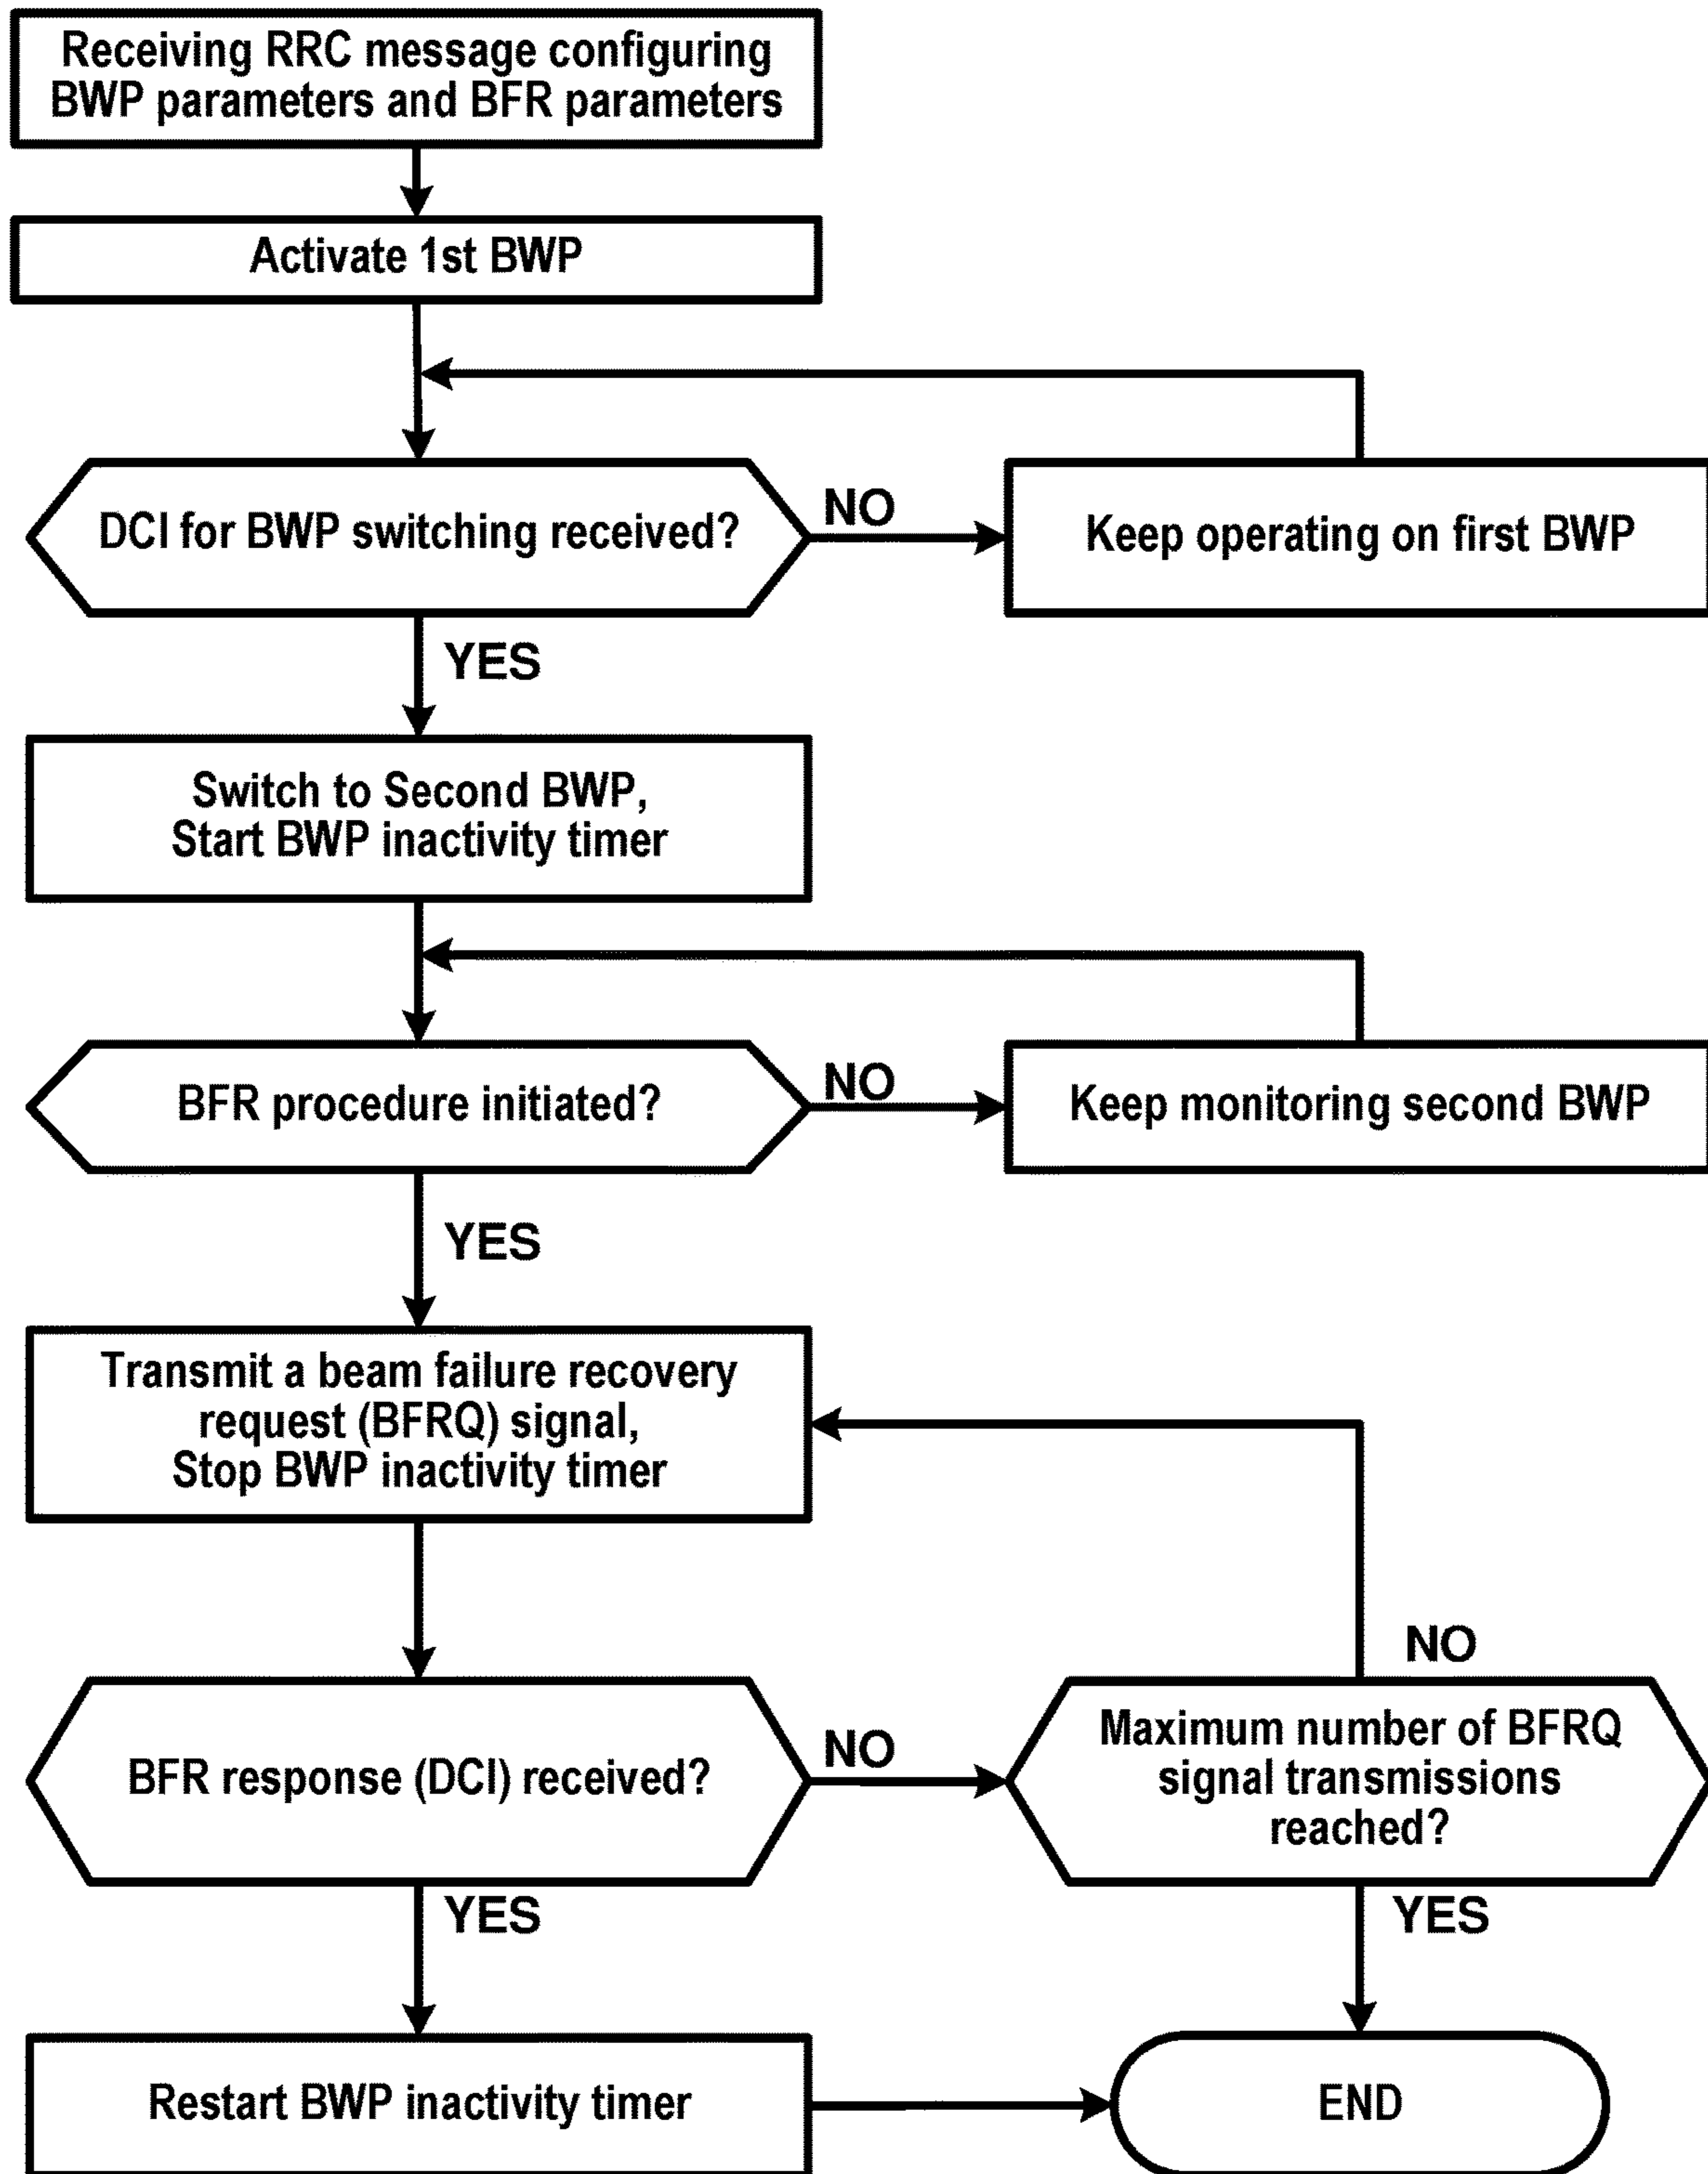 Receiving RRC message configuring
BWP parameters and BFR parameters
Activate 1st BWP
DCI for BWP switching received?
NO
Keep operating on first BWP
YES
Switch to Second BWP,
Start BWP inactivity timer
BFR procedure initiated?
NO
Keep monitoring second BWP
YES
Transmit a beam failure recovery
request (BFRQ) signal,
Stop BWP inactivity timer
BFR response (DCI) received?
NO
Maximum number of BFRQ
signal transmissions
reached?
NO
YES
YES
Restart BWP inactivity timer
END